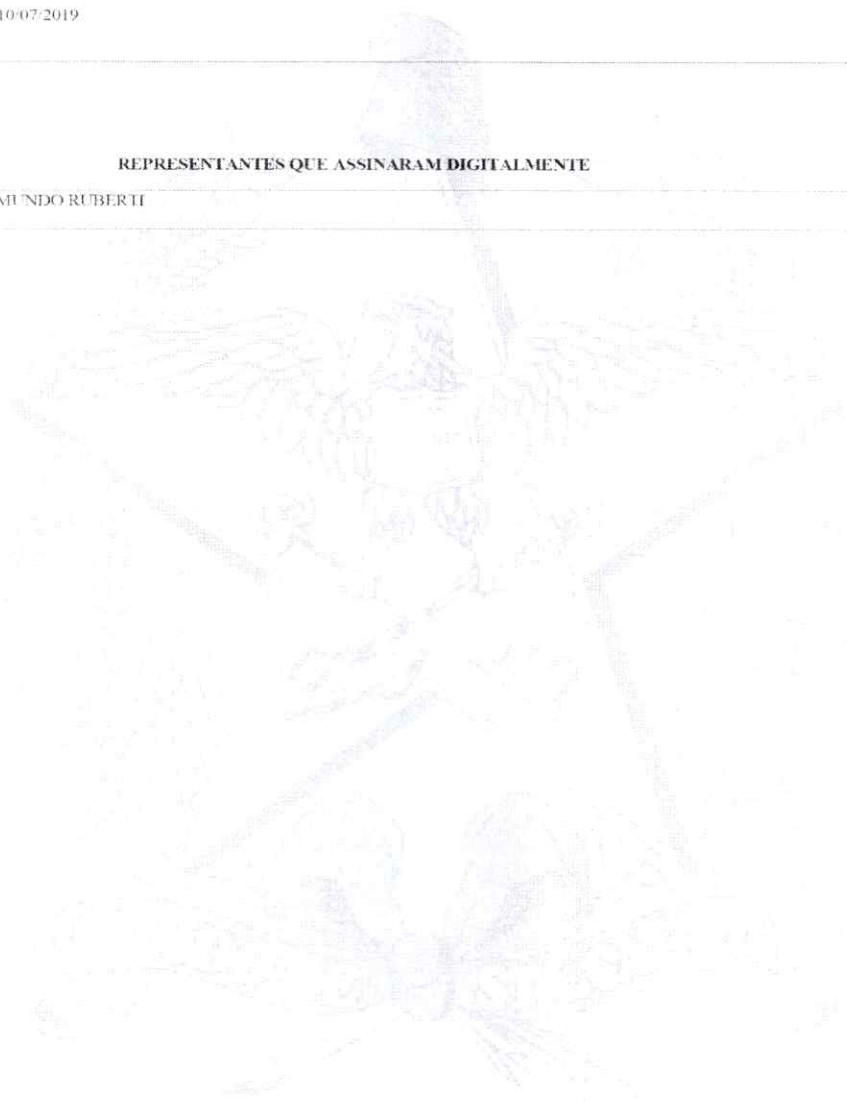 10/07/2019
REPRESENTANTES QUE ASSINARAM DIGITALMENTE
MUNDO RUBERTI